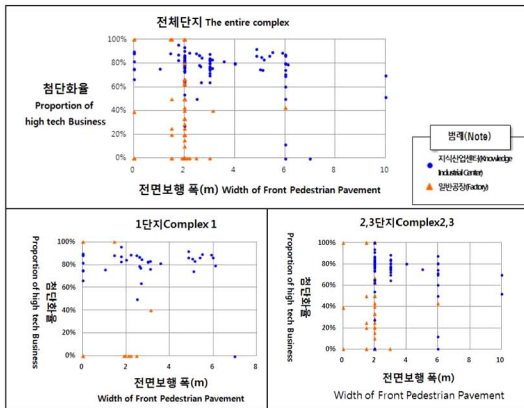 전체단지 The entire complex
첨단화율
Proportion of
high tech Business
100%
80%
60%
40%
20%
0%
0 2 4 6 8 10
전면보행 폭(m) Width of Front Pedestrian Pavement
범례(Note)
지식산업센터(Knowledge
Industrial Center)
일반공장(Factory)
1단지Complex 1
Proportion of high tech Business
첨단화율
100%
80%
60%
40%
20%
0%
0 2 4 6 8
전면보행 폭(m)
Width of Front Pedestrian Pavement
2,3단지Complex2,3
Proportion of high tech Business
첨단화율
100%
80%
60%
40%
20%
0%
0 2 4 6 8 10
전면보행 폭(m)
Width of Front Pedestrian Pavement